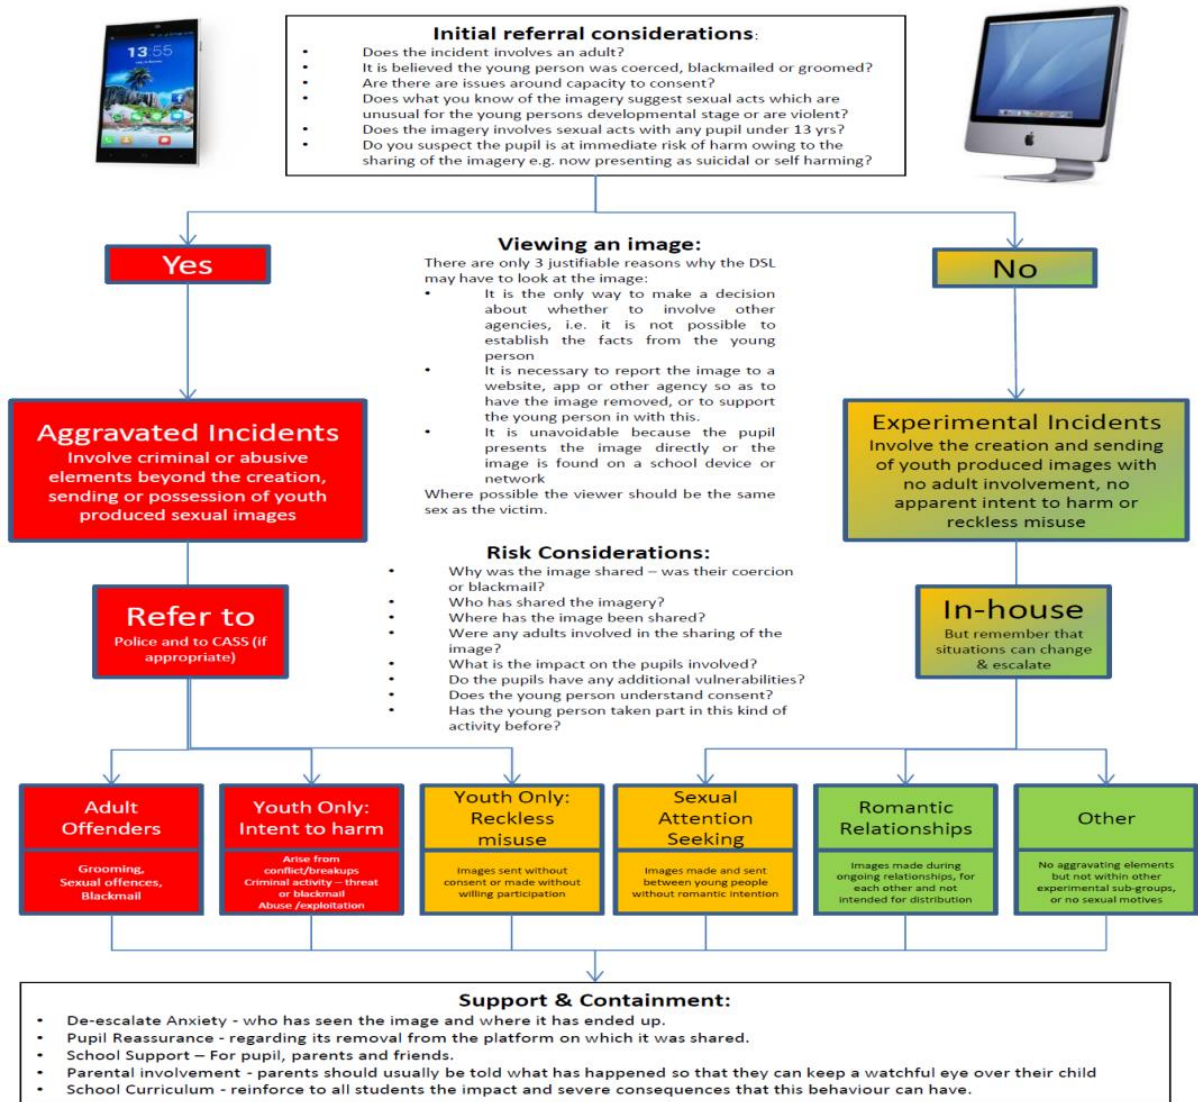 Initial referral considerations:
• Does the incident involves an adult?
• It is believed the young person was coerced, blackmailed or groomed?
• Are there are issues around capacity to consent?
• Does what you know of the imagery suggest sexual acts which are
unusual for the young persons developmental stage or are violent?
• Does the imagery involves sexual acts with any pupil under 13 yrs?
• Do you suspect the pupil is at immediate risk of harm owing to the
sharing of the imagery e.g. now presenting as suicidal or self harming?
13:55
Yes
No
Viewing an image:
There are only 3 justifiable reasons why the DSL
may have to look at the image:
• It is the only way to make a decision
about whether to involve other
agencies, i.e. it is not possible to
establish the facts from the young
person
• It is necessary to report the image to a
website, app or other agency so as to
have the image removed, or to support
the young person in with this.
• It is unavoidable because the pupil
presents the image directly or the
image is found on a school device or
network
Where possible the viewer should be the same
sex as the victim.
Aggravated Incidents
Involve criminal or abusive
elements beyond the creation,
sending or possession of youth
produced sexual images
Experimental Incidents
Involve the creation and sending
of youth produced images with
no adult involvement, no
apparent intent to harm or
reckless misuse
Risk Considerations:
• Why was the image shared – was their coercion
or blackmail?
• Who has shared the imagery?
• Where has the image been shared?
• Were any adults involved in the sharing of the
image?
• What is the impact on the pupils involved?
• Do the pupils have any additional vulnerabilities?
• Does the young person understand consent?
• Has the young person taken part in this kind of
activity before?
Refer to
Police and to CASS (if
appropriate)
In-house
But remember that
situations can change
& escalate
Adult
Offenders
Grooming,
Sexual offences,
Blackmail
Youth Only:
Intent to harm
Arise from
conflict/breakups
Criminal activity – threat
or blackmail
Abuse /exploitation
Youth Only:
Reckless
misuse
Images sent without
consent or made without
willing participation
Sexual
Attention
Seeking
Images made and sent
between young people
without romantic intention
Romantic
Relationships
Images made during
ongoing relationships, for
each other and not
intended for distribution
Other
No aggravating elements
but not within other
experimental sub-groups,
or no sexual motives
Support & Containment:
• De-escalate Anxiety - who has seen the image and where it has ended up.
• Pupil Reassurance - regarding its removal from the platform on which it was shared.
• School Support – For pupil, parents and friends.
• Parental involvement - parents should usually be told what has happened so that they can keep a watchful eye over their child
• School Curriculum - reinforce to all students the impact and severe consequences that this behaviour can have.